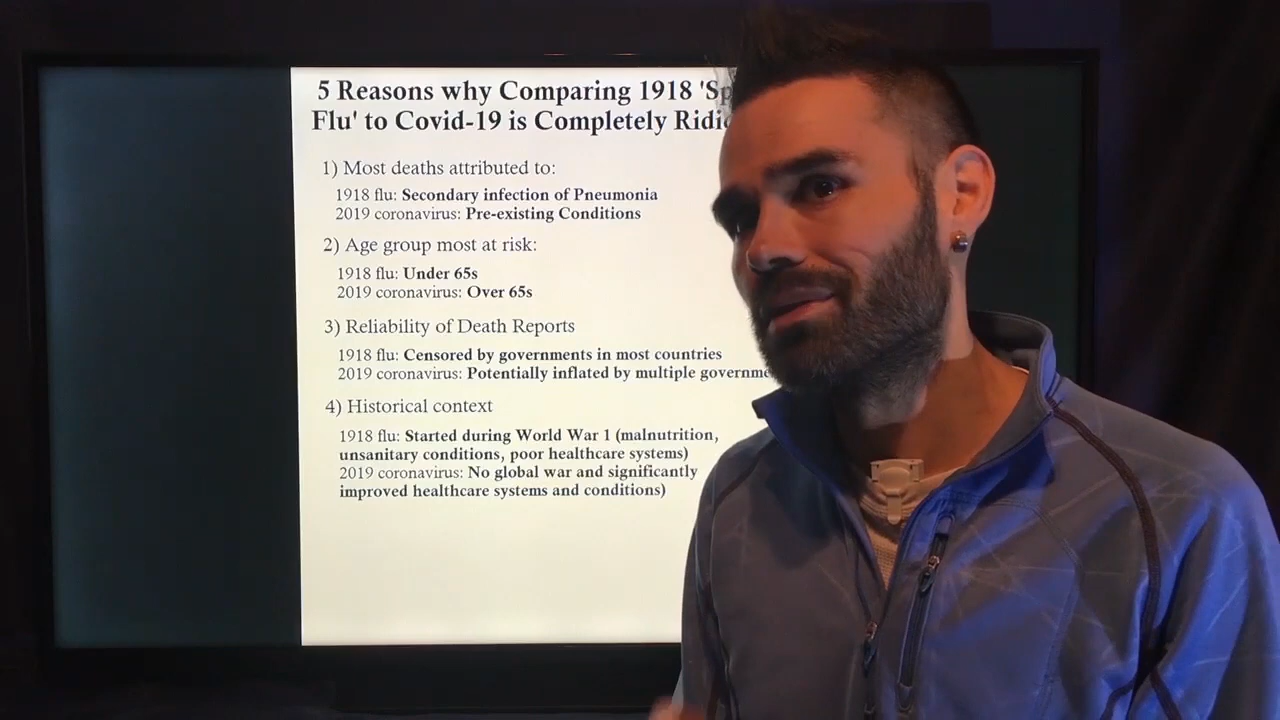 5 Reasons why Comparing 1918 'Sp
Flu' to Covid-19 is Completely Ridi
1) Most deaths attributed to:
1918 flu: Secondary infection of Pneumonia
2019 coronavirus: Pre-existing Conditions
2) Age group most at risk:
1918 flu: Under 65s
2019 coronavirus: Over 65s
3) Reliability of Death Reports
1918 flu: Censored by governments in most countries
2019 coronavirus: Potentially inflated by multiple governme
4) Historical context
1918 flu: Started during World War 1 (malnutrition,
unsanitary conditions, poor healthcare systems)
2019 coronavirus: No global war and significantly
improved healthcare systems and conditions)